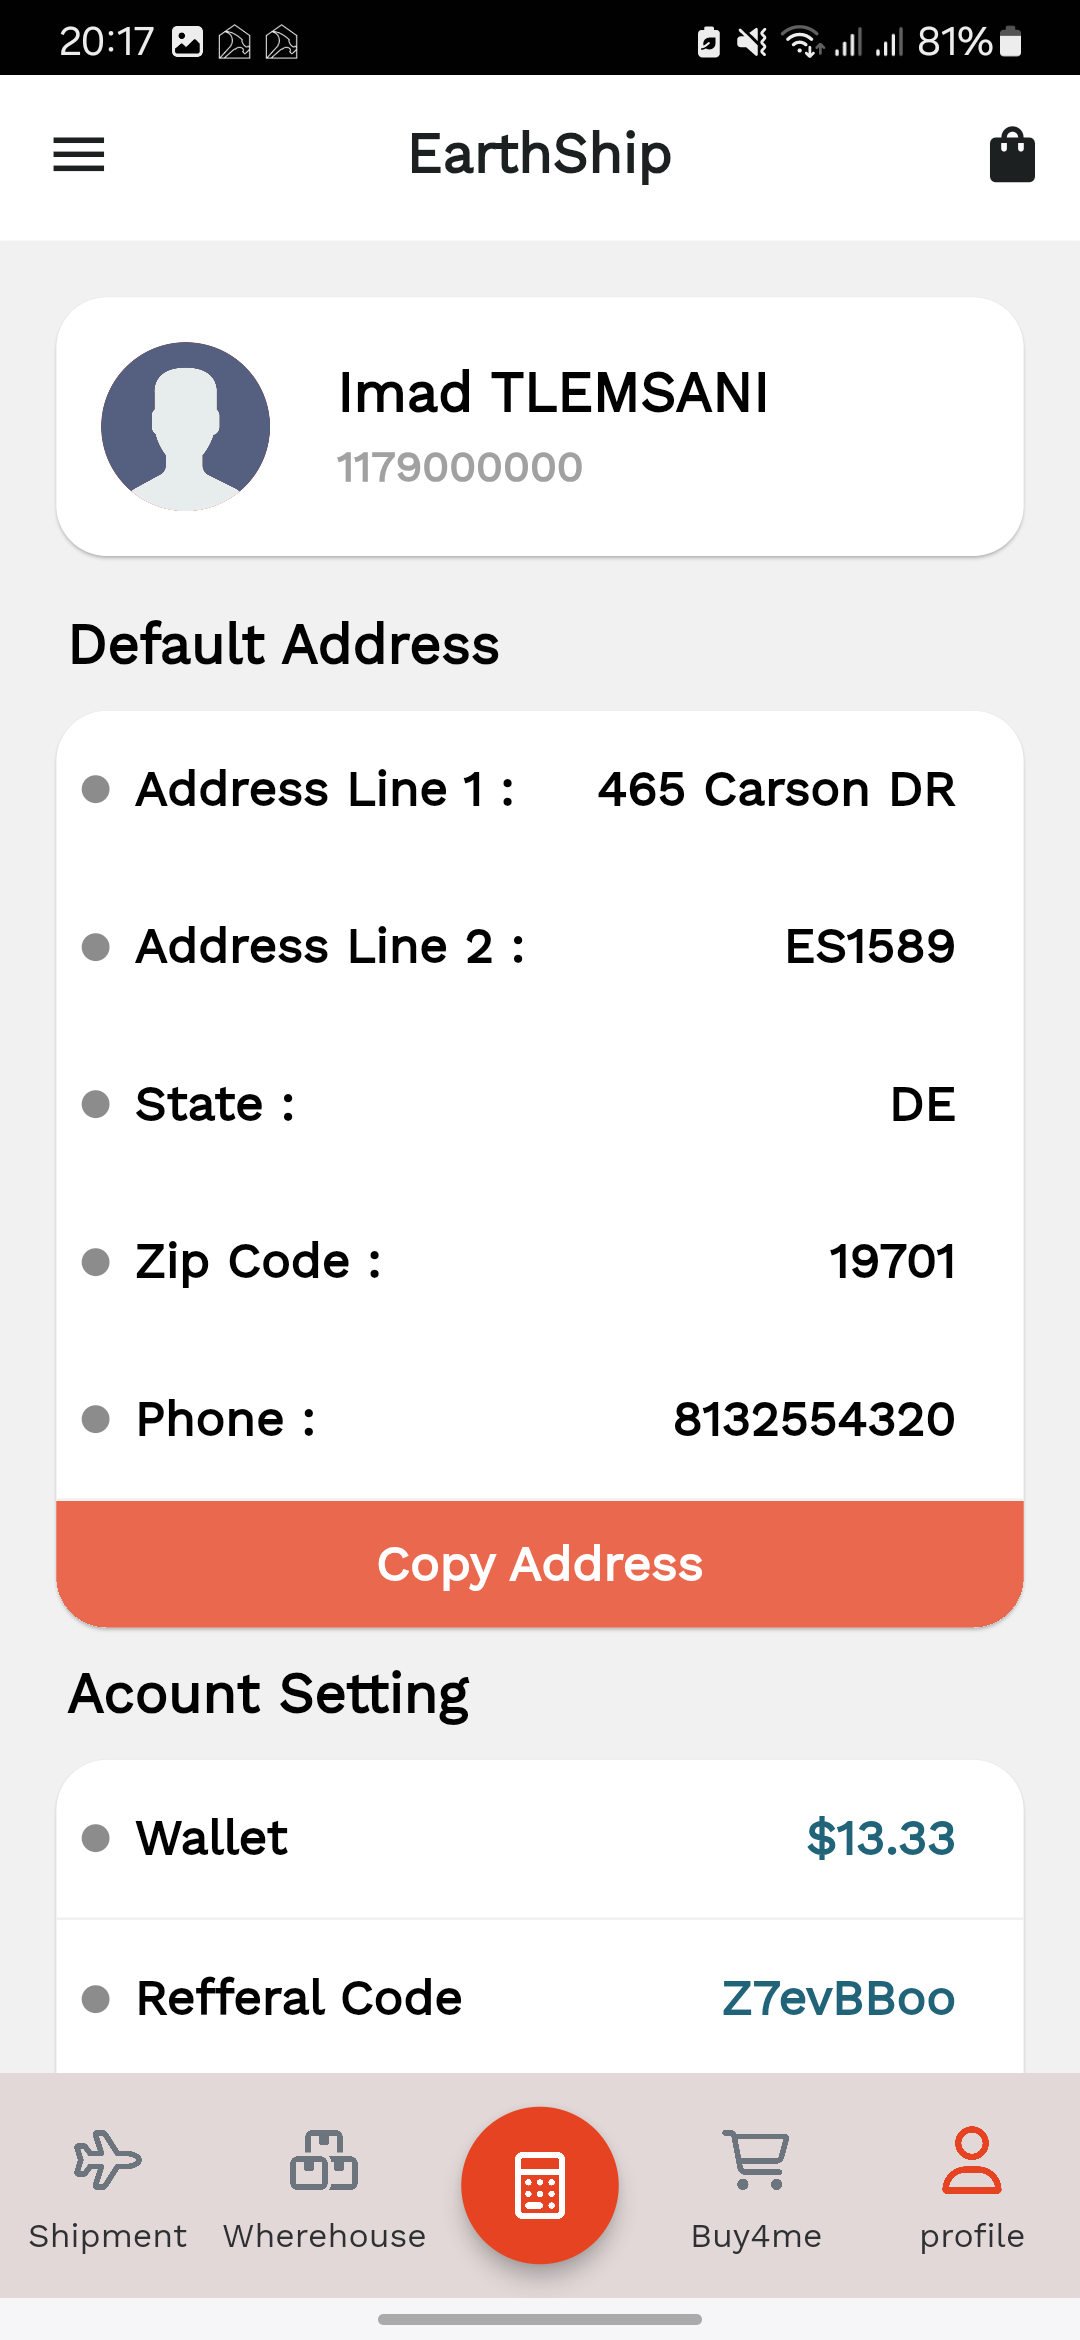 20:17 81%
EarthShip
Imad TLEMSANI
1179000000
Default Address
Address Line 1 : 465 Carson DR
Address Line 2 : ES1589
State : DE
Zip Code : 19701
Phone : 8132554320
Copy Address
Acount Setting
Wallet $13.33
Refferal Code Z7evBBoo
Shipment Wherehouse Buy4me profile